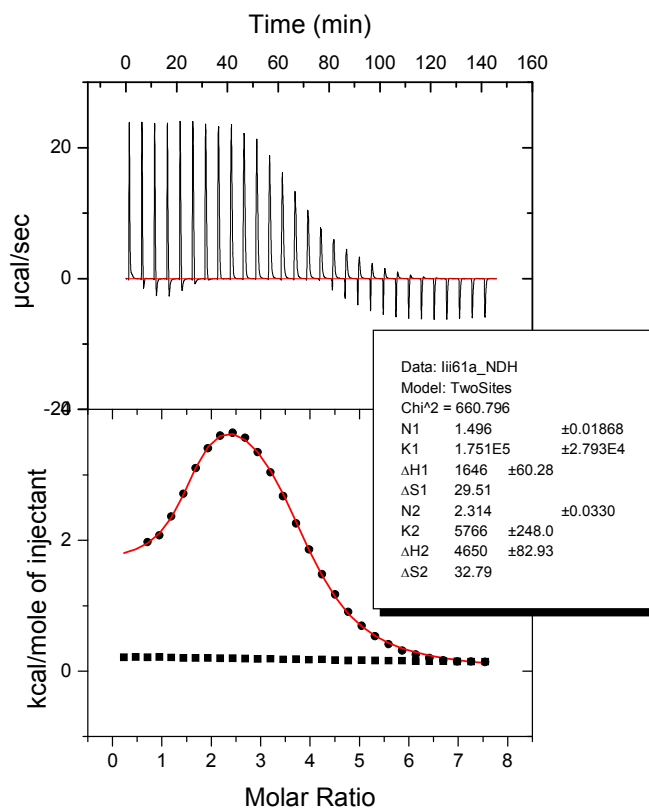 Time (min)
0 20 40 60 80 100 120 140 160
20
0
-20
µcal/sec
4
2
0
kcal/mole of injectant
Data: Iii61a_NDH
Model: TwoSites
Chi^2 = 660.796
N1 1.496 ±0.01868
K1 1.751E5 ±2.793E4
ΔH1 1646 ±60.28
ΔS1 29.51
N2 2.314 ±0.0330
K2 5766 ±248.0
ΔH2 4650 ±82.93
ΔS2 32.79
0 1 2 3 4 5 6 7 8
Molar Ratio